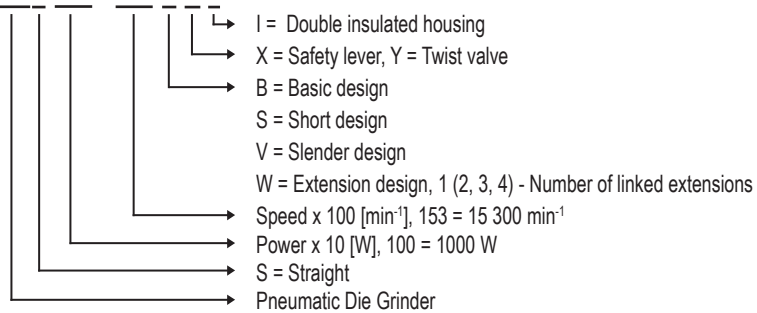 I = Double insulated housing
X = Safety lever, Y = Twist valve
B = Basic design
S = Short design
V = Slender design
W = Extension design, 1 (2, 3, 4) - Number of linked extensions
Speed x 100 [min⁻¹], 153 = 15 300 min⁻¹
Power x 10 [W], 100 = 1000 W
S = Straight
Pneumatic Die Grinder